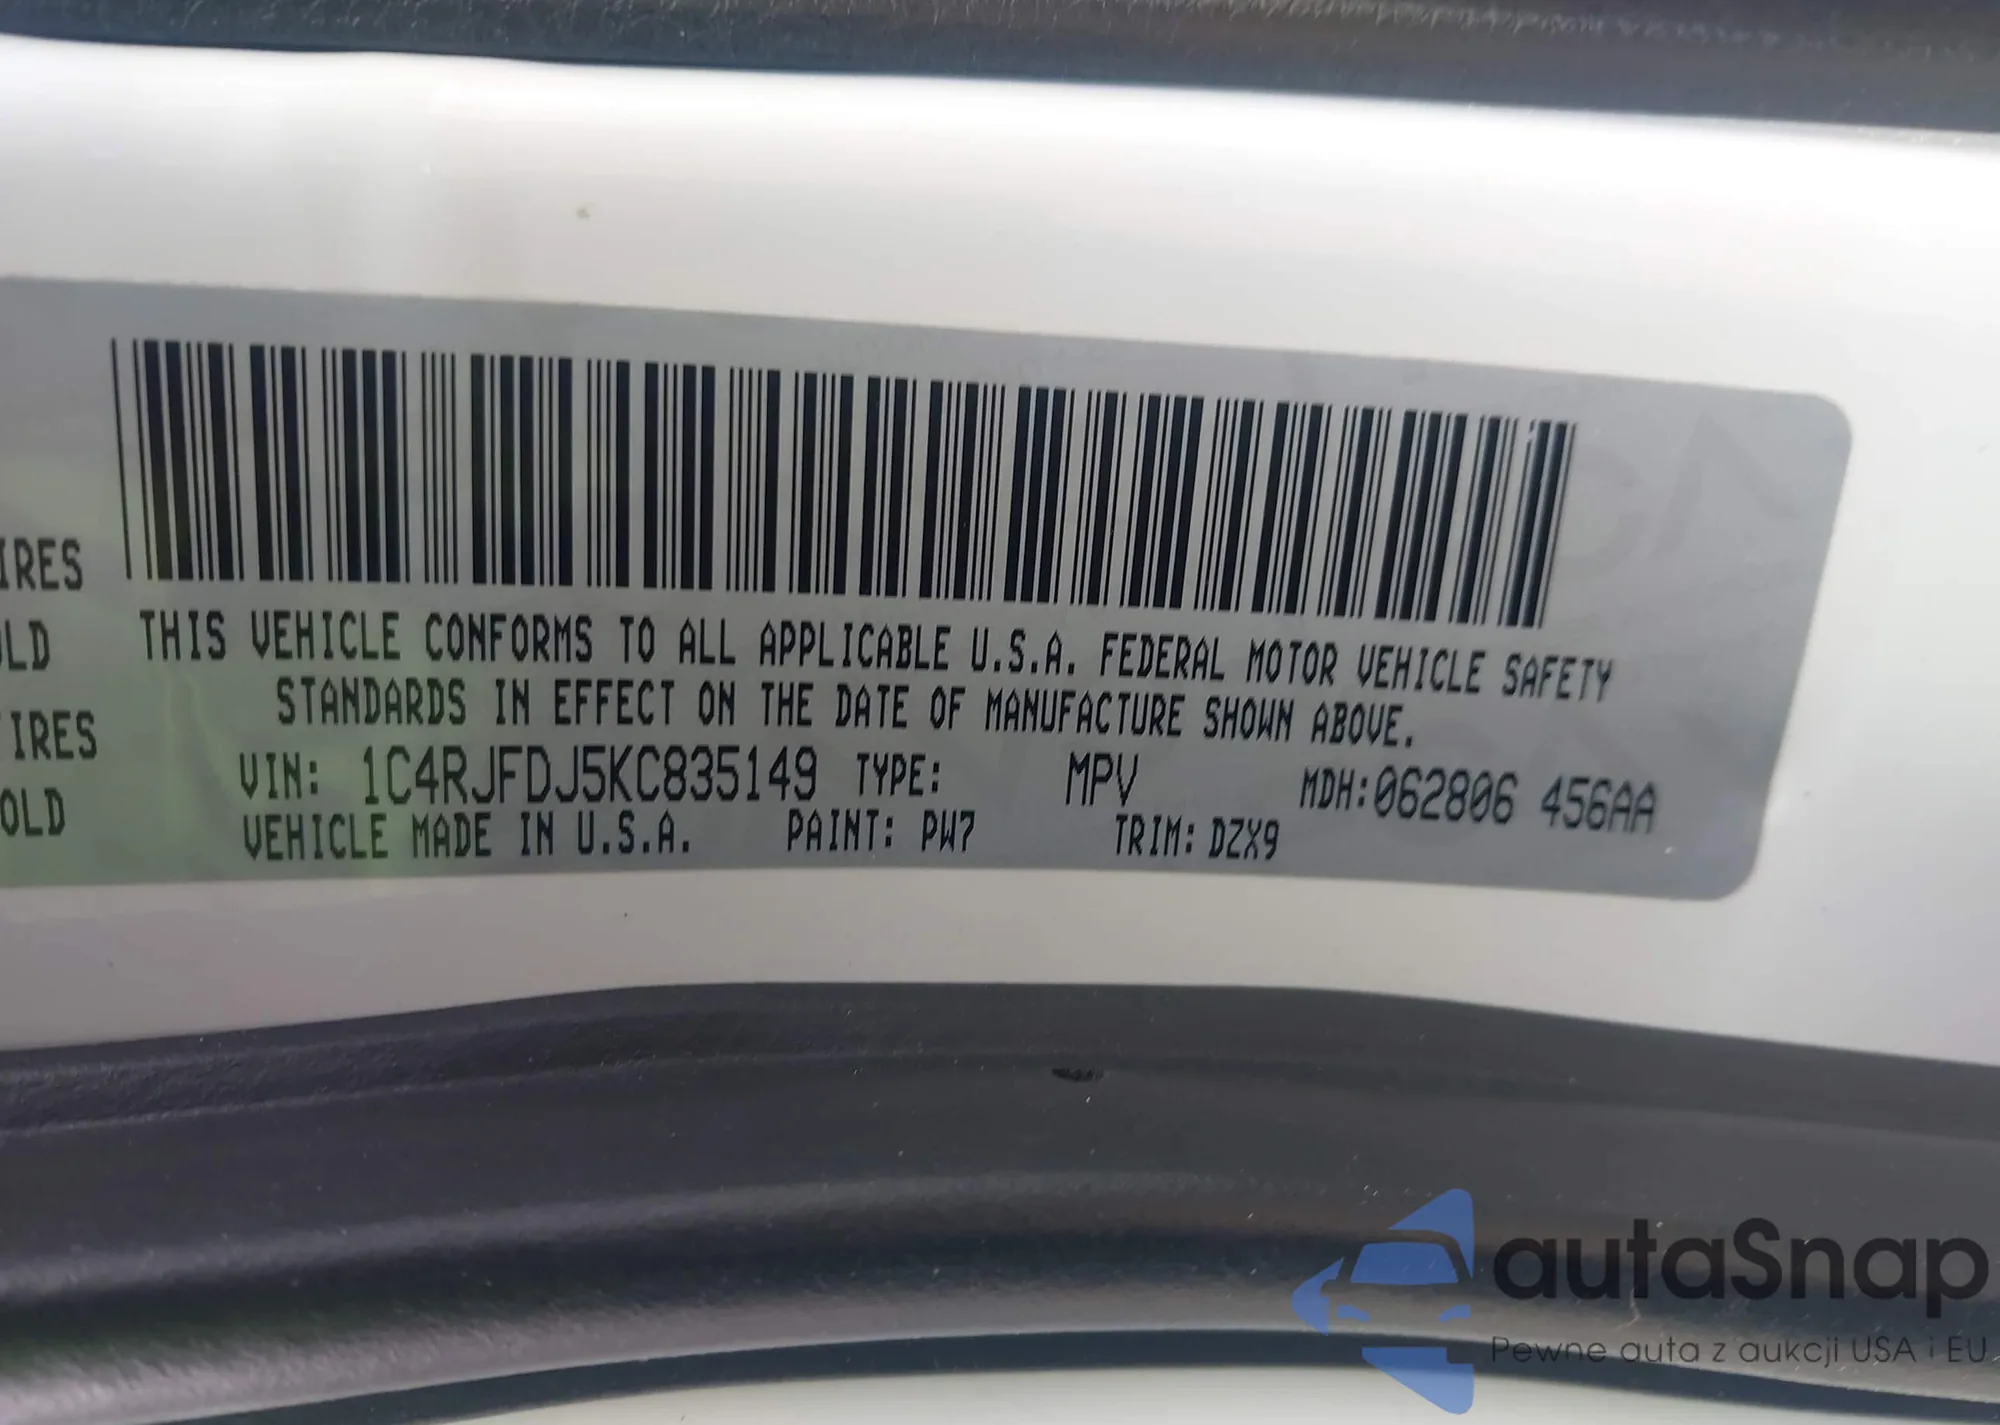 IRES
OLD
IRES
OLD
THIS VEHICLE CONFORMS TO ALL APPLICABLE U.S.A. FEDERAL MOTOR VEHICLE SAFETY
STANDARDS IN EFFECT ON THE DATE OF MANUFACTURE SHOWN ABOVE.
VIN: 1C4RJFDJ5KC835149 TYPE: MPV MDH:062806 456AA
VEHICLE MADE IN U.S.A. PAINT: PW7 TRIM: DZX9
autaSnap
Pewne auta z aukcji USA i EU